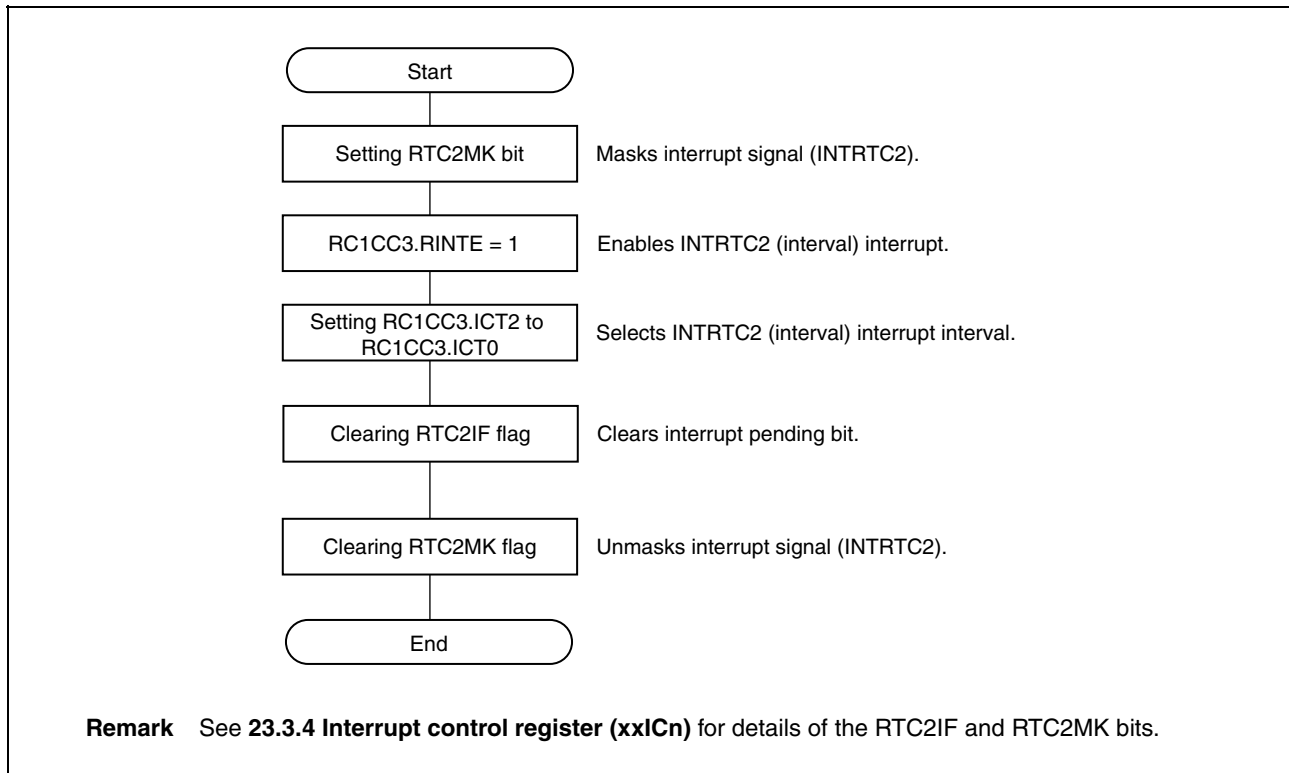 Start
Setting RTC2MK bit
Masks interrupt signal (INTRTC2).
RC1CC3.RINTE = 1
Enables INTRTC2 (interval) interrupt.
Setting RC1CC3.ICT2 to
RC1CC3.ICT0
Selects INTRTC2 (interval) interrupt interval.
Clearing RTC2IF flag
Clears interrupt pending bit.
Clearing RTC2MK flag
Unmasks interrupt signal (INTRTC2).
End
Remark See 23.3.4 Interrupt control register (xxICn) for details of the RTC2IF and RTC2MK bits.